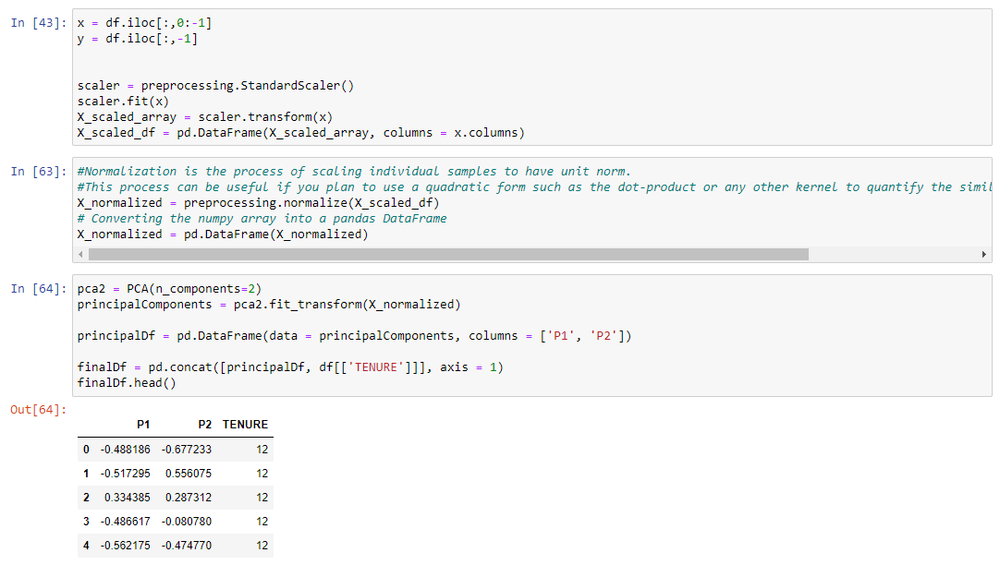 In [43]: x = df.iloc[:,0:-1]
y = df.iloc[:,-1]
scaler = preprocessing.StandardScaler()
scaler.fit(x)
X_scaled_array = scaler.transform(x)
X_scaled_df = pd.DataFrame(X_scaled_array, columns = x.columns)
In [63]: #Normalization is the process of scaling individual samples to have unit norm.
#This process can be useful if you plan to use a quadratic form such as the dot-product or any other kernel to quantify the simil
X_normalized = preprocessing.normalize(X_scaled_df)
# Converting the numpy array into a pandas DataFrame
X_normalized = pd.DataFrame(X_normalized)
In [64]: pca2 = PCA(n_components=2)
principalComponents = pca2.fit_transform(X_normalized)
principalDf = pd.DataFrame(data = principalComponents, columns = ['P1', 'P2'])
finalDf = pd.concat([principalDf, df[['TENURE']]], axis = 1)
finalDf.head()
Out[64]:
P1 P2 TENURE
0 -0.488186 -0.677233 12
1 -0.517295 0.556075 12
2 0.334385 0.287312 12
3 -0.486617 -0.080780 12
4 -0.562175 -0.474770 12